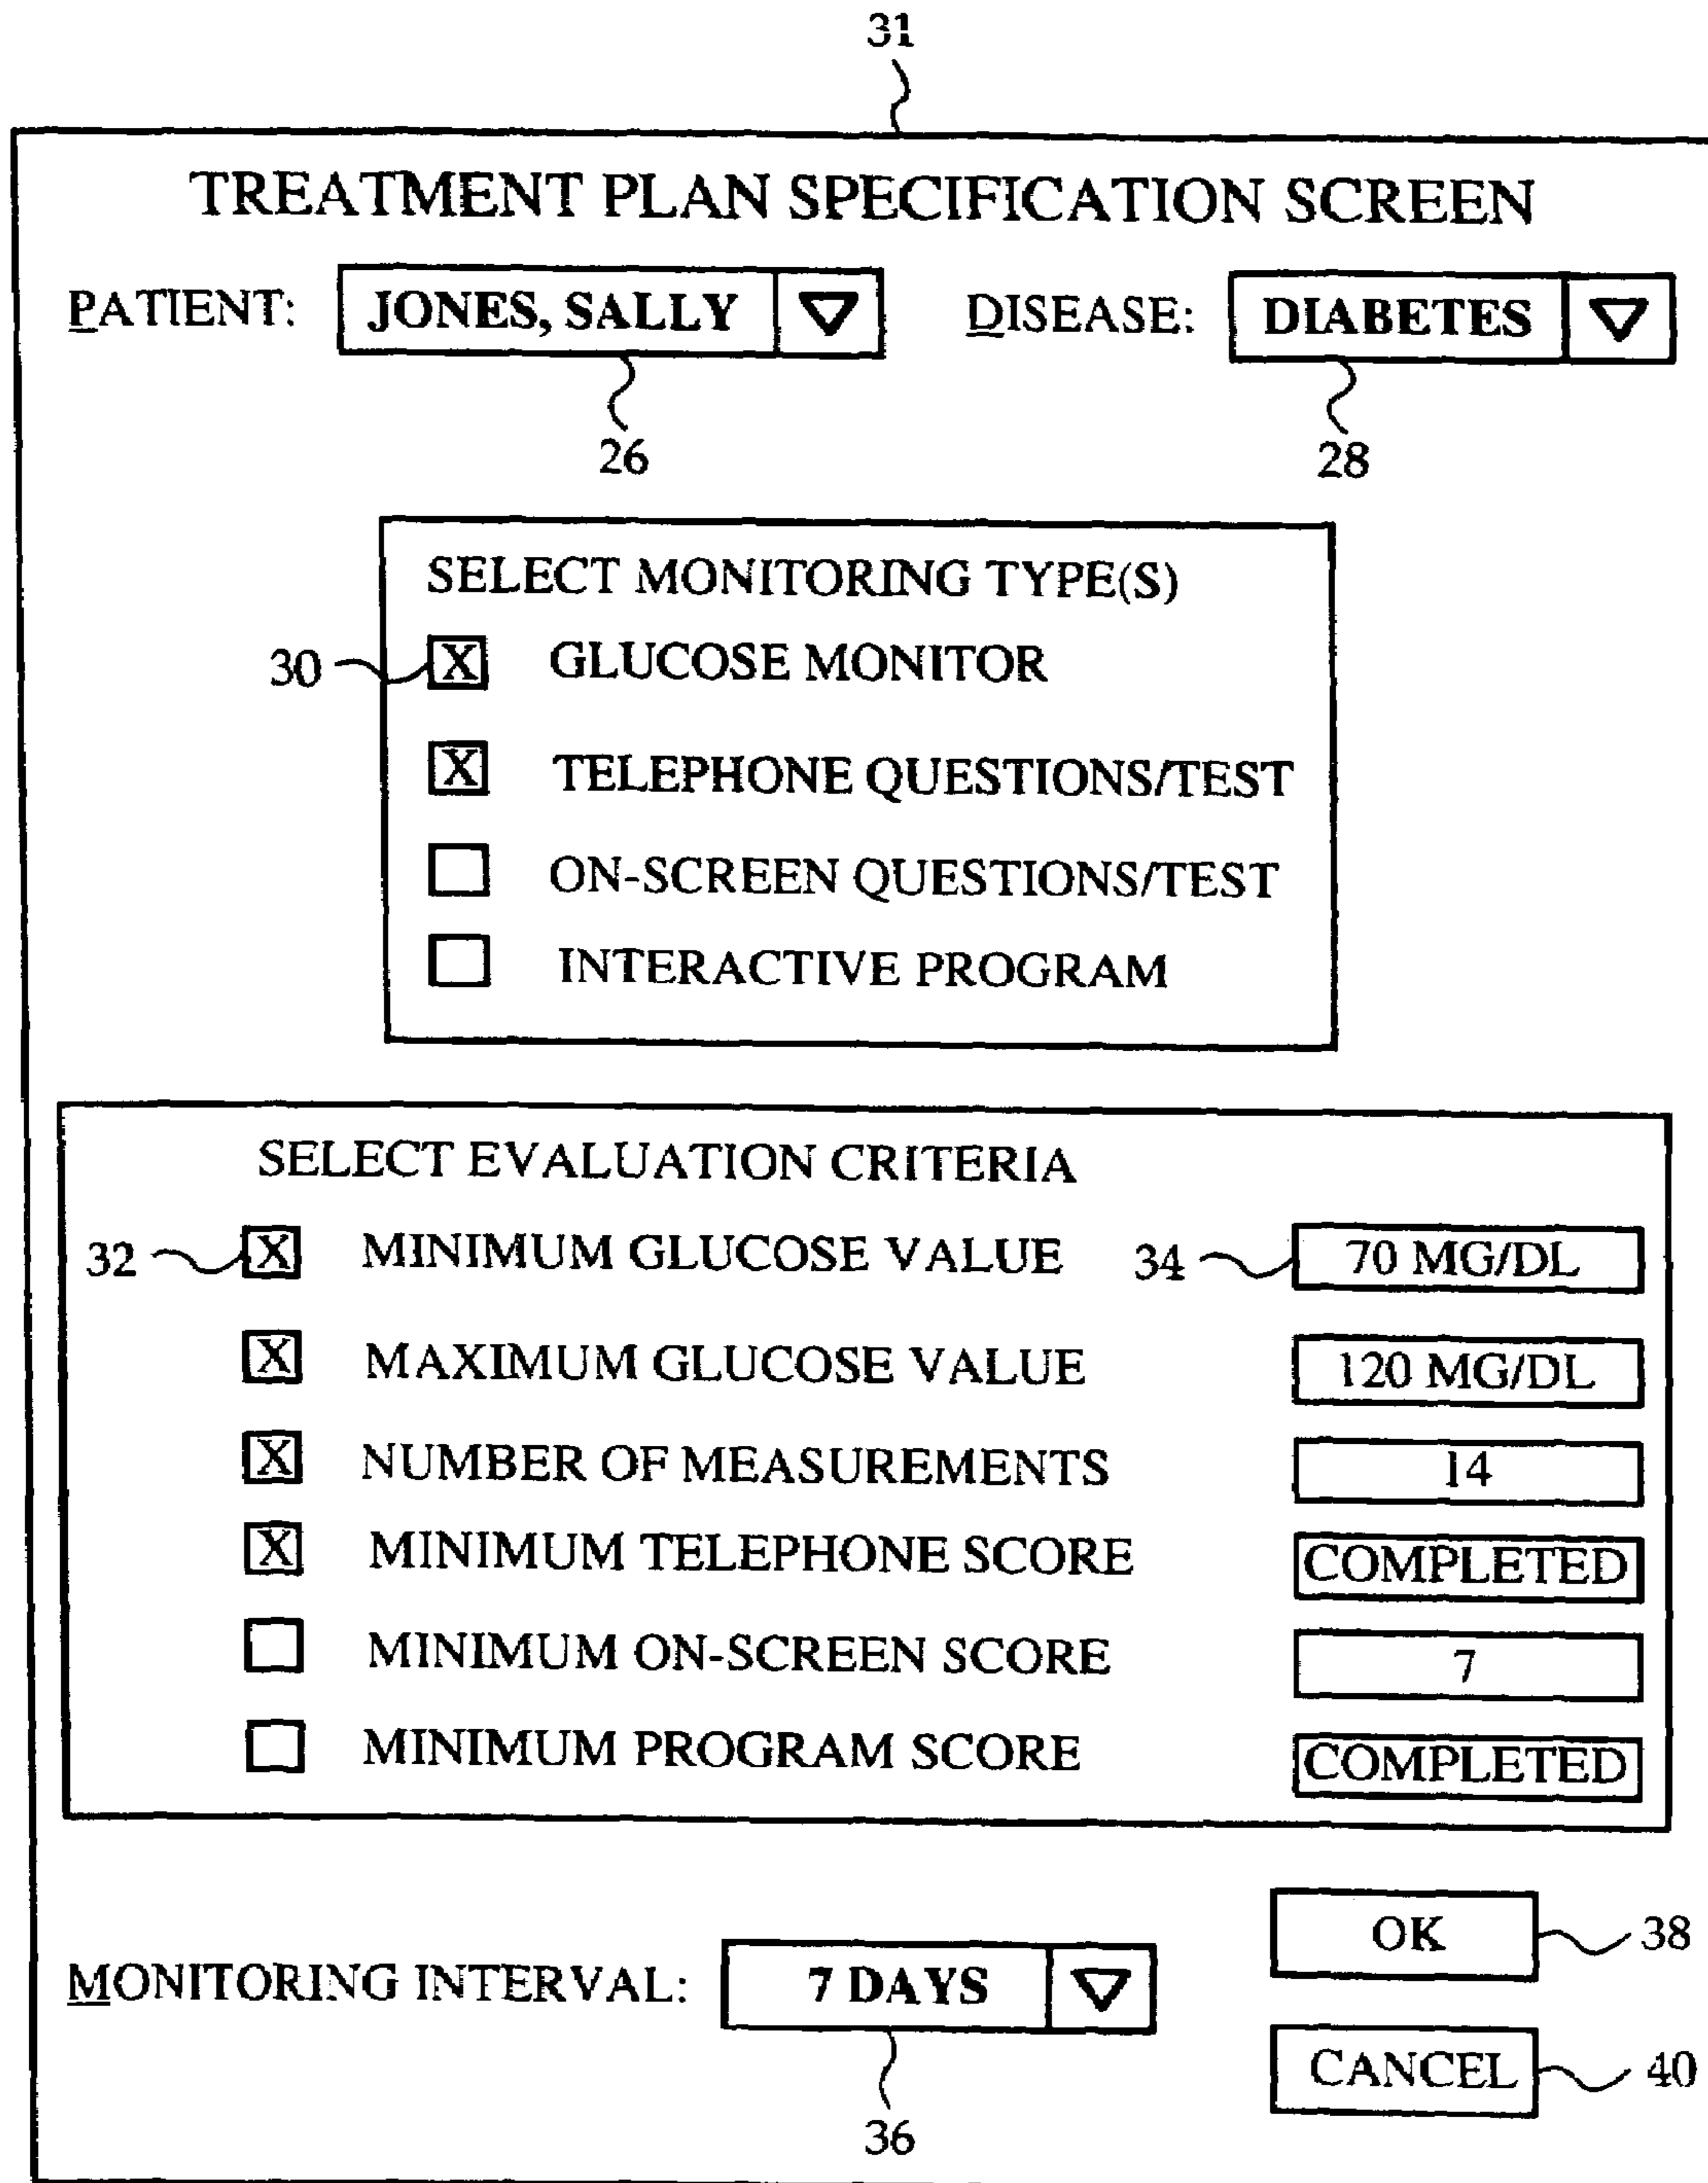 31
TREATMENT PLAN SPECIFICATION SCREEN
PATIENT: JONES, SALLY DISEASE: DIABETES
26 28
SELECT MONITORING TYPE(S)
30 X GLUCOSE MONITOR
X TELEPHONE QUESTIONS/TEST
ON-SCREEN QUESTIONS/TEST
INTERACTIVE PROGRAM
SELECT EVALUATION CRITERIA
32 X MINIMUM GLUCOSE VALUE 34 70 MG/DL
X MAXIMUM GLUCOSE VALUE 120 MG/DL
X NUMBER OF MEASUREMENTS 14
X MINIMUM TELEPHONE SCORE COMPLETED
MINIMUM ON-SCREEN SCORE 7
MINIMUM PROGRAM SCORE COMPLETED
OK 38
MONITORING INTERVAL: 7 DAYS
CANCEL 40
36